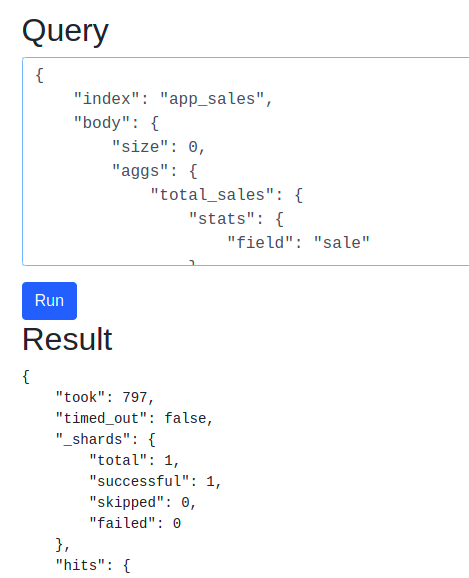 Query
{
    "index": "app_sales",
    "body": {
        "size": 0,
        "aggs": {
            "total_sales": {
                "stats": {
                    "field": "sale"
                }
Run
Result
{
    "took": 797,
    "timed_out": false,
    "_shards": {
        "total": 1,
        "successful": 1,
        "skipped": 0,
        "failed": 0
    },
    "hits": {